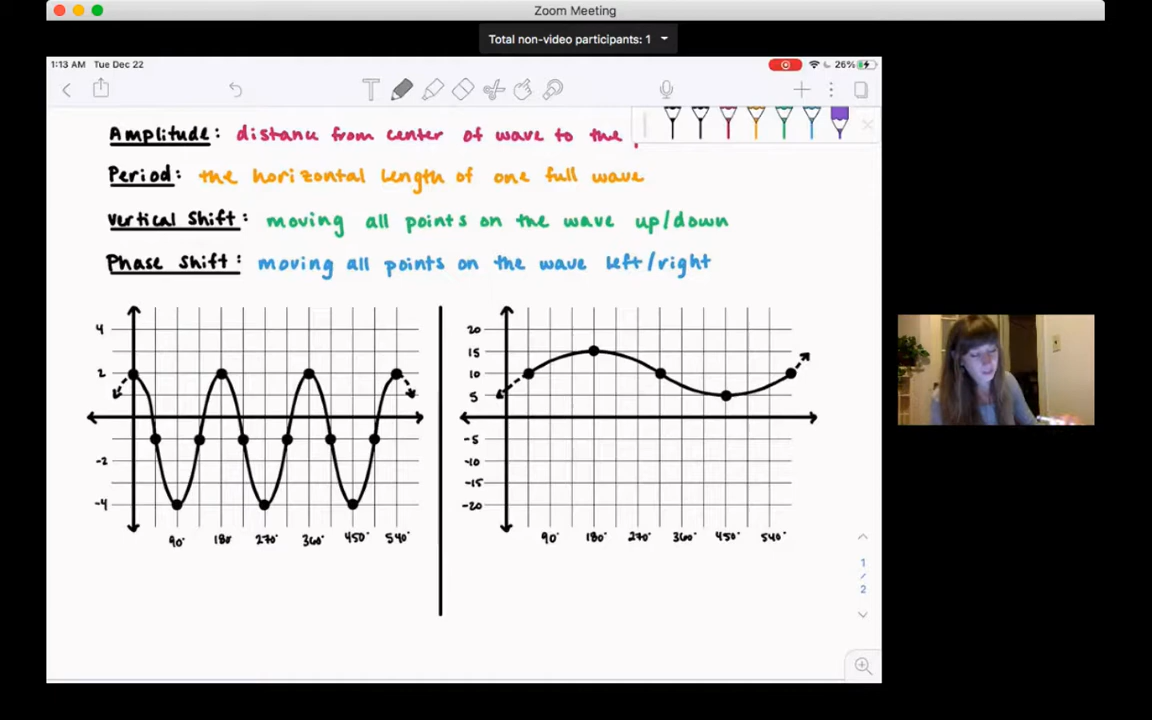 Zoom Meeting
Total non-video participants: 1
1:13 AM Tue Dec 22
26%
T
Amplitude: distance from center of wave to the
Period: the horizontal length of one full wave
Vertical Shift: moving all points on the wave up/down
Phase Shift: moving all points on the wave left/right
4
2
-2
-4
90° 180 270° 360° 450° 540°
20
15
10
5
-5
-10
-15
-20
90° 180° 270° 360° 450° 540°
1
/
2